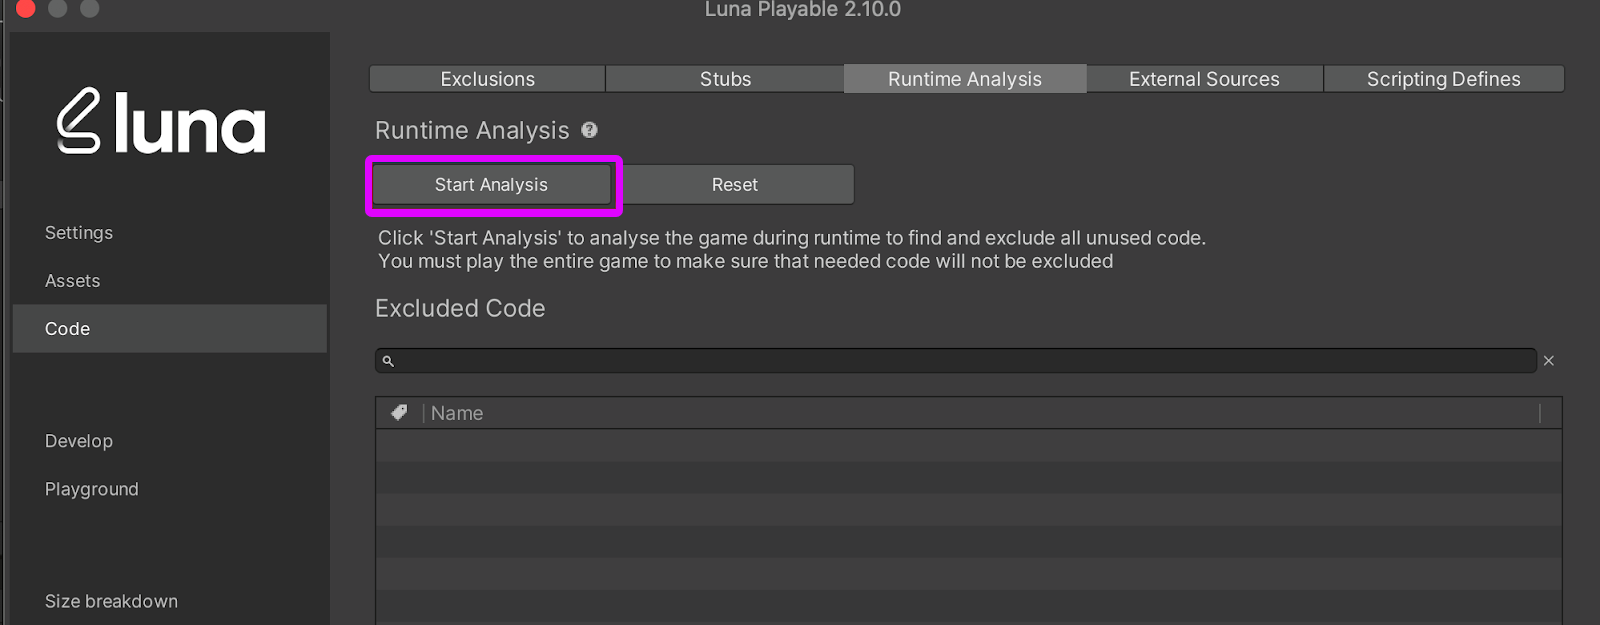 Luna Playable 2.10.0
luna
Settings
Assets
Code
Develop
Playground
Size breakdown
Exclusions
Stubs
Runtime Analysis
External Sources
Scripting Defines
Runtime Analysis ?
Start Analysis
Reset
Click 'Start Analysis' to analyse the game during runtime to find and exclude all unused code.
You must play the entire game to make sure that needed code will not be excluded
Excluded Code
Name